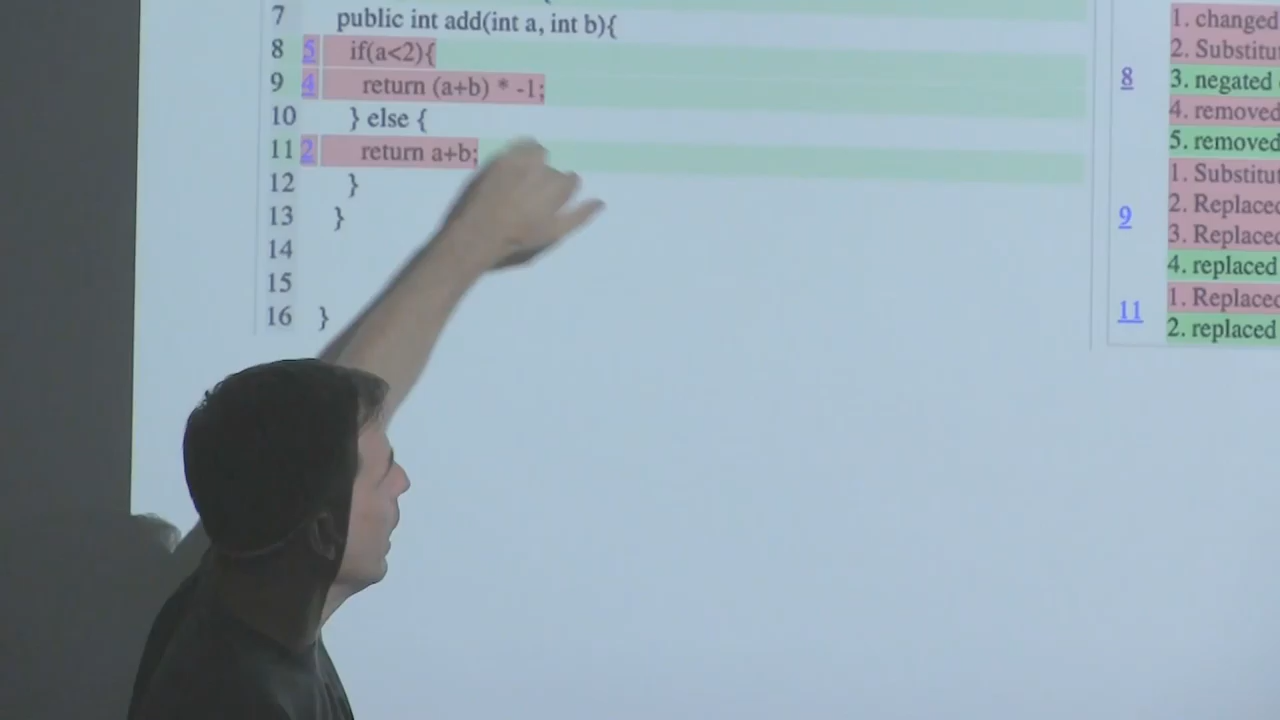 7 public int add(int a, int b){
8 5 if(a<2){
9 4 return (a+b) * -1;
10 } else {
11 2 return a+b;
12 }
13 }
14
15
16 }
1. changed
2.
8 3. negated
4. removed
5. removed
1.
9 2. Replaced
3. Replaced
4. replaced
11 1. Replaced
2. replaced